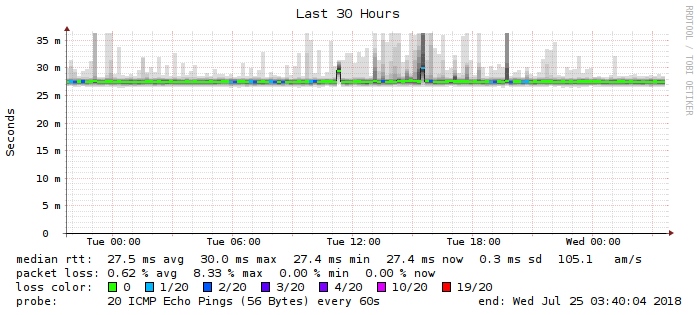 Last 30 Hours
RRDTOOL / TOBI OETIKER
Seconds
35 m
30 m
25 m
20 m
15 m
10 m
5 m
0
Tue 00:00 Tue 06:00 Tue 12:00 Tue 18:00 Wed 00:00
median rtt: 27.5 ms avg 30.0 ms max 27.4 ms min 27.4 ms now 0.3 ms sd 105.1 am/s
packet loss: 0.62 % avg 8.33 % max 0.00 % min 0.00 % now
loss color: 0 1/20 2/20 3/20 4/20 10/20 19/20
probe: 20 ICMP Echo Pings (56 Bytes) every 60s end: Wed Jul 25 03:40:04 2018